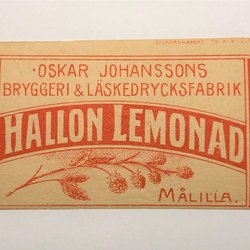 ·OSKAR JOHANSSONS
BRYGGERI & LÄSKEDRYCKSFABRIK
HALLON LEMONAD
MÅLILLA.